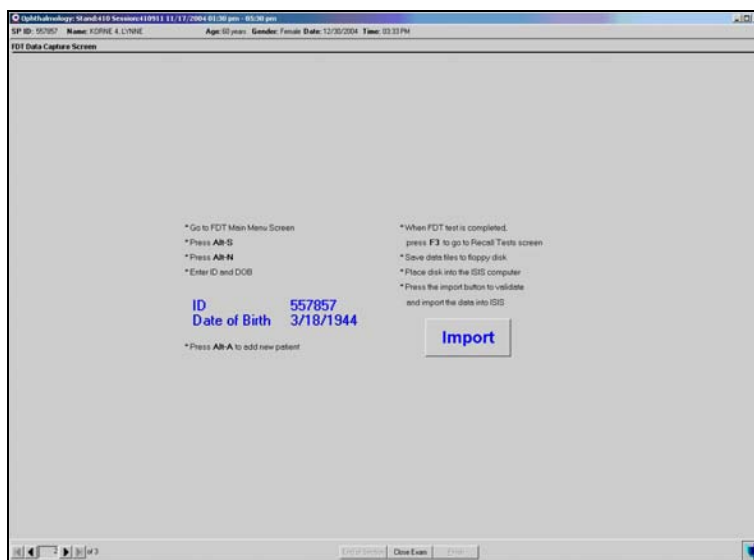 Ophthalmology: Stand:410 Session:410911 11/17/2004 01:30 pm - 05:30 pm
SP ID: 557857 Name: KORNE 4, LYNNE Age: 60 years Gender: Female Date: 12/30/2004 Time: 03:33 PM
FDT Data Capture Screen
*Go to FDT Main Menu Screen
*Press Alt-S
*Press Alt-N
*Enter ID and DOB
ID 557857
Date of Birth 3/18/1944
*Press Alt-A to add new patient
*When FDT test is completed,
press F3 to go to Recall Tests screen
*Save data files to floppy disk
*Place disk into the ISIS computer
*Press the import button to validate
and import the data into ISIS
Import
2 of 3
End of Section Close Exam Finish